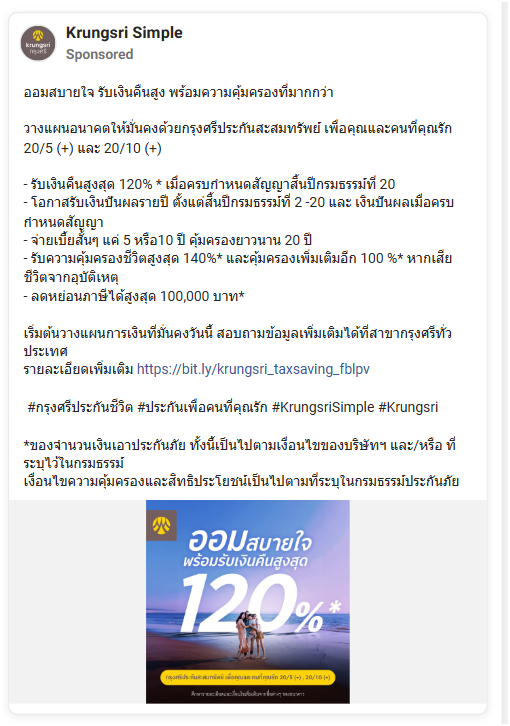 Krungsri Simple
Sponsored
krungsri
กรุงศรี
ออมสบายใจ รับเงินคืนสูง พร้อมความคุ้มครองที่มากกว่า
วางแผนอนาคตให้มั่นคงด้วยกรุงศรีประกันสะสมทรัพย์ เพื่อคุณและคนที่คุณรัก
20/5 (+) และ 20/10 (+)
- รับเงินคืนสูงสุด 120% * เมื่อครบกำหนดสัญญาสิ้นปีกรมธรรม์ที่ 20
- โอกาสรับเงินปันผลรายปี ตั้งแต่สิ้นปีกรมธรรม์ที่ 2 -20 และ เงินปันผลเมื่อครบ
กำหนดสัญญา
- จ่ายเบี้ยสั้นๆ แค่ 5 หรือ10 ปี คุ้มครองยาวนาน 20 ปี
- รับความคุ้มครองชีวิตสูงสุด 140%* และคุ้มครองเพิ่มเติมอีก 100 %* หากเสีย
ชีวิตจากอุบัติเหตุ
- ลดหย่อนภาษีได้สูงสุด 100,000 บาท*
เริ่มต้นวางแผนการเงินที่มั่นคงวันนี้ สอบถามข้อมูลเพิ่มเติมได้ที่สาขากรุงศรีทั่ว
ประเทศ
รายละเอียดเพิ่มเติม https://bit.ly/krungsri_taxsaving_fblpv
#กรุงศรีประกันชีวิต #ประกันเพื่อคนที่คุณรัก #KrungsriSimple #Krungsri
*ของจำนวนเงินเอาประกันภัย ทั้งนี้เป็นไปตามเงื่อนไขของบริษัทฯ และ/หรือ ที่
ระบุไว้ในกรมธรรม์
เงื่อนไขความคุ้มครองและสิทธิประโยชน์เป็นไปตามที่ระบุในกรมธรรม์ประกันภัย
ออมสบายใจ
พร้อมรับเงินคืนสูงสุด
120%*
กรุงศรีประกันสะสมทรัพย์ เพื่อคุณและคนที่คุณรัก 20/5 (+) , 20/10 (+)